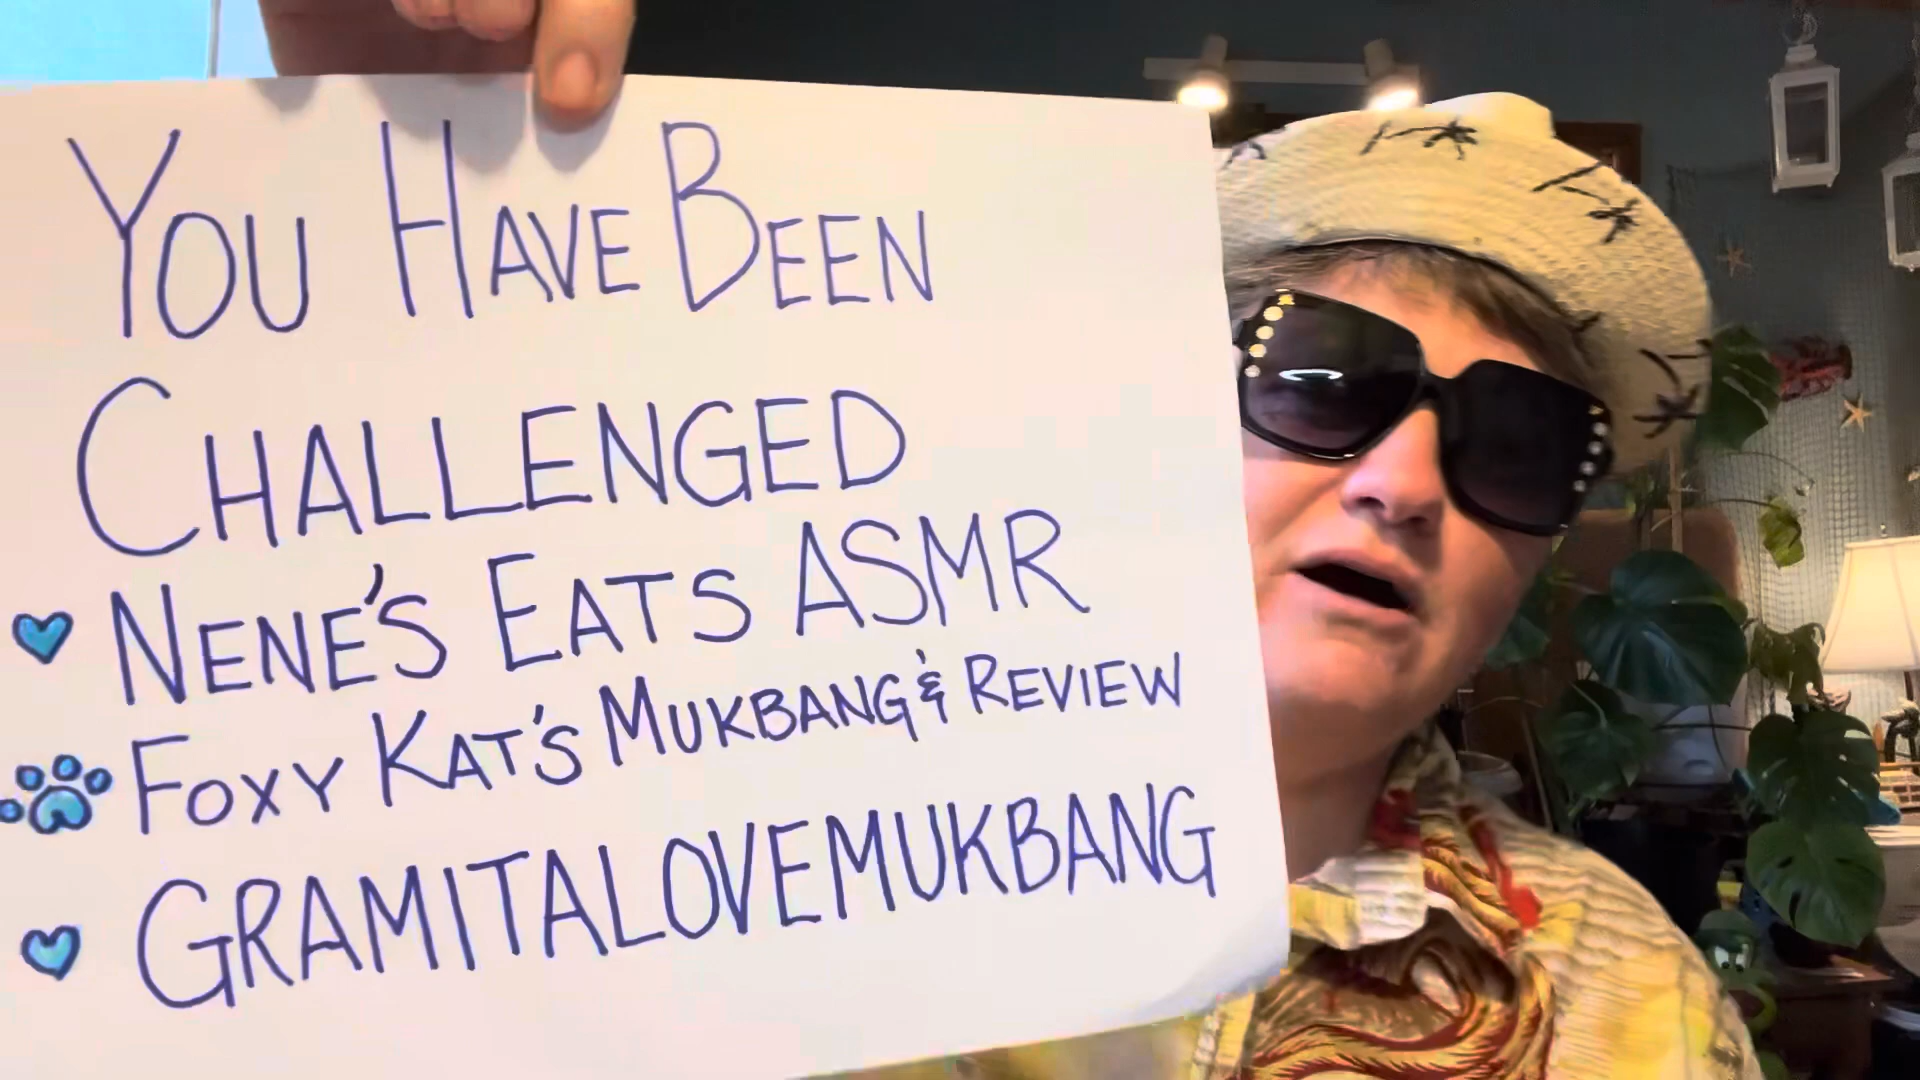 You Have Been
Challenged
Nene's Eats ASMR
Foxy Kat's Mukbang & Review
GRAMITALOVEMUKBANG